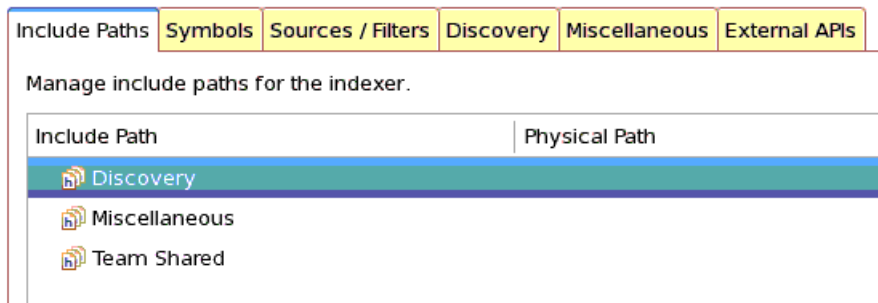 Include Paths Symbols Sources / Filters Discovery Miscellaneous External APIs
Manage include paths for the indexer.
Include Path Physical Path
Discovery
Miscellaneous
Team Shared